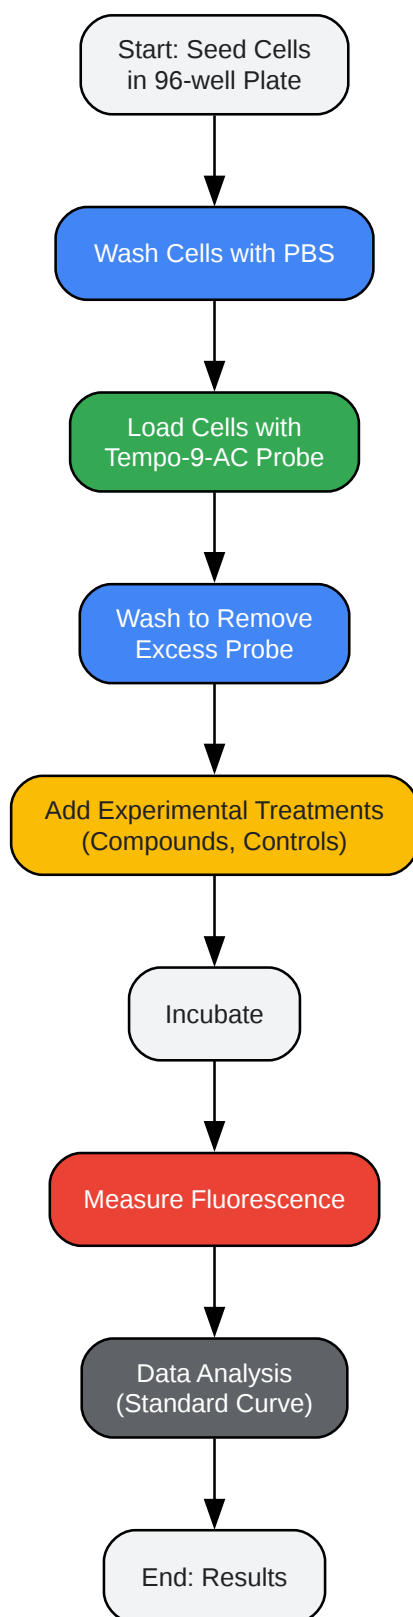 Start: Seed Cells
in 96-well Plate
Wash Cells with PBS
Load Cells with
Tempo-9-AC Probe
Wash to Remove
Excess Probe
Add Experimental Treatments
(Compounds, Controls)
Incubate
Measure Fluorescence
Data Analysis
(Standard Curve)
End: Results